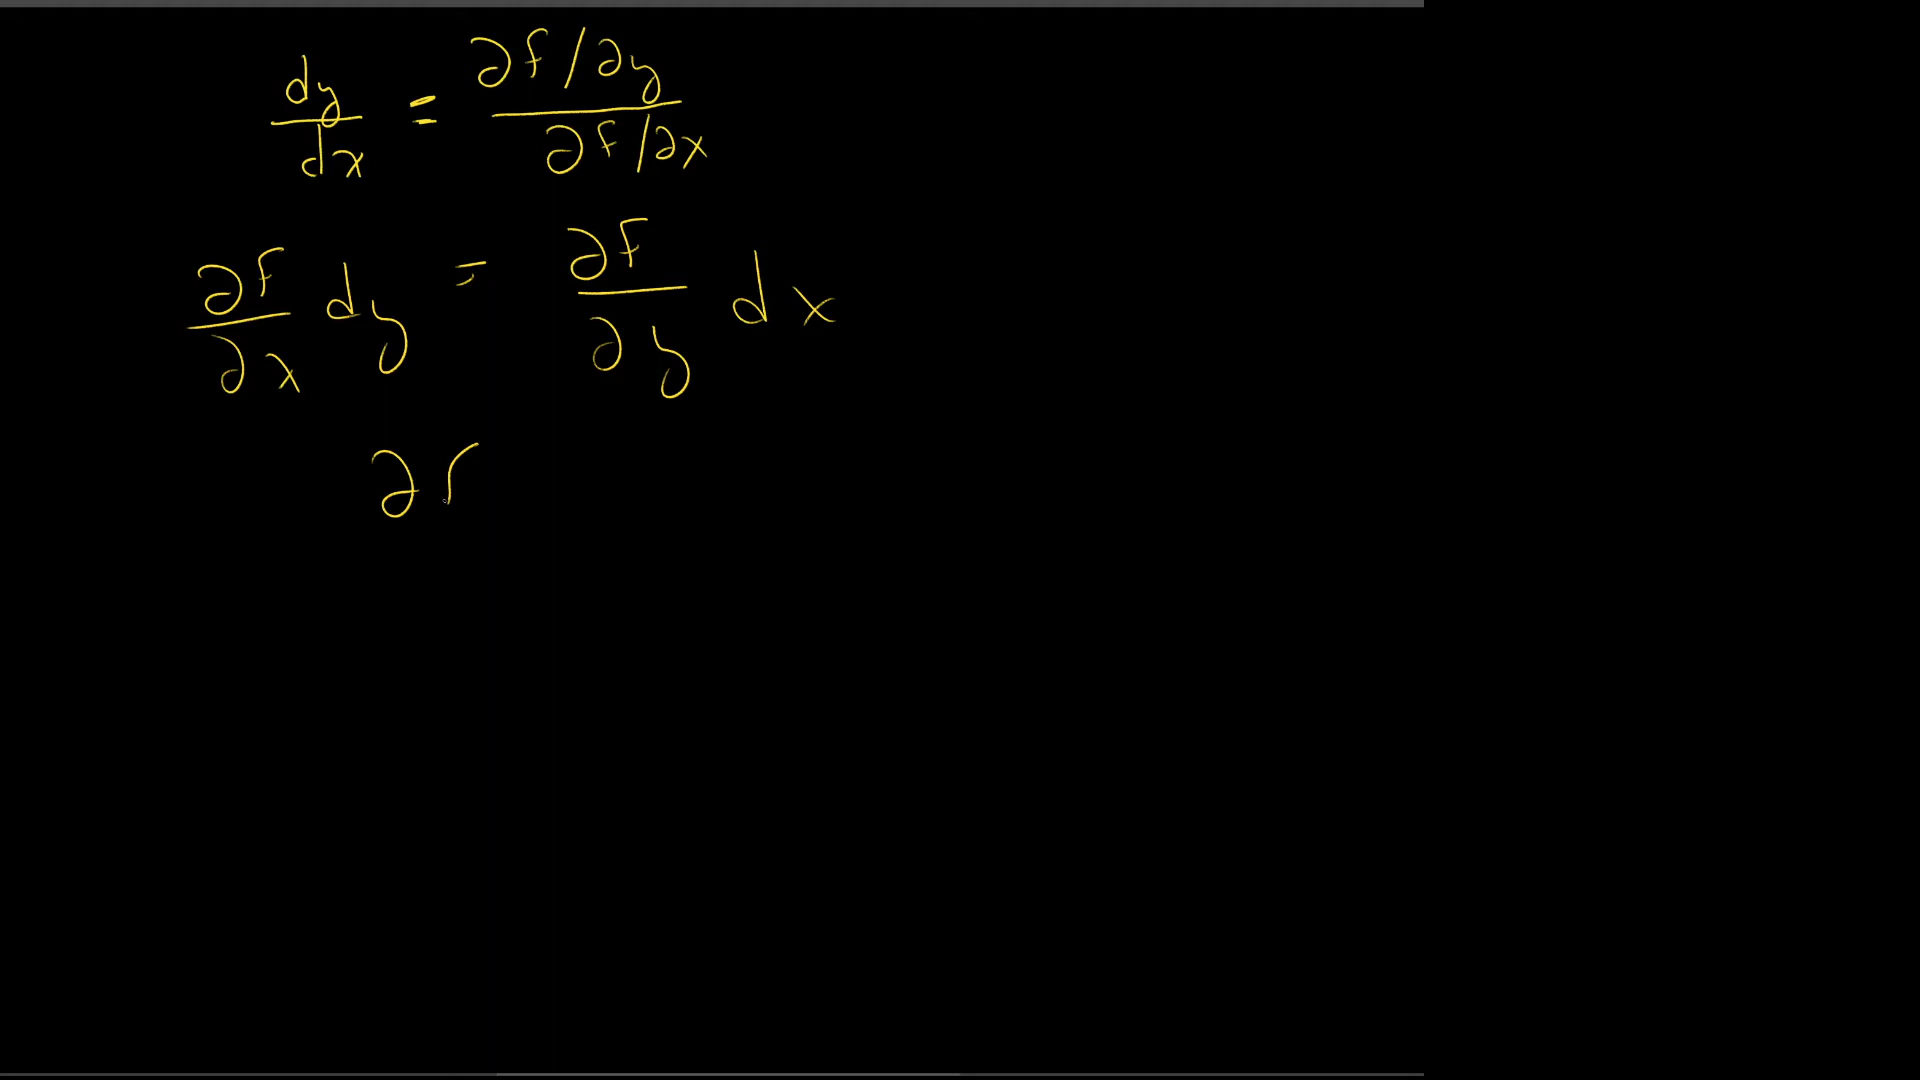 dy/dx = (∂f/∂y)/(∂f/∂x)
∂f/∂x dy = ∂f/∂y dx
∂